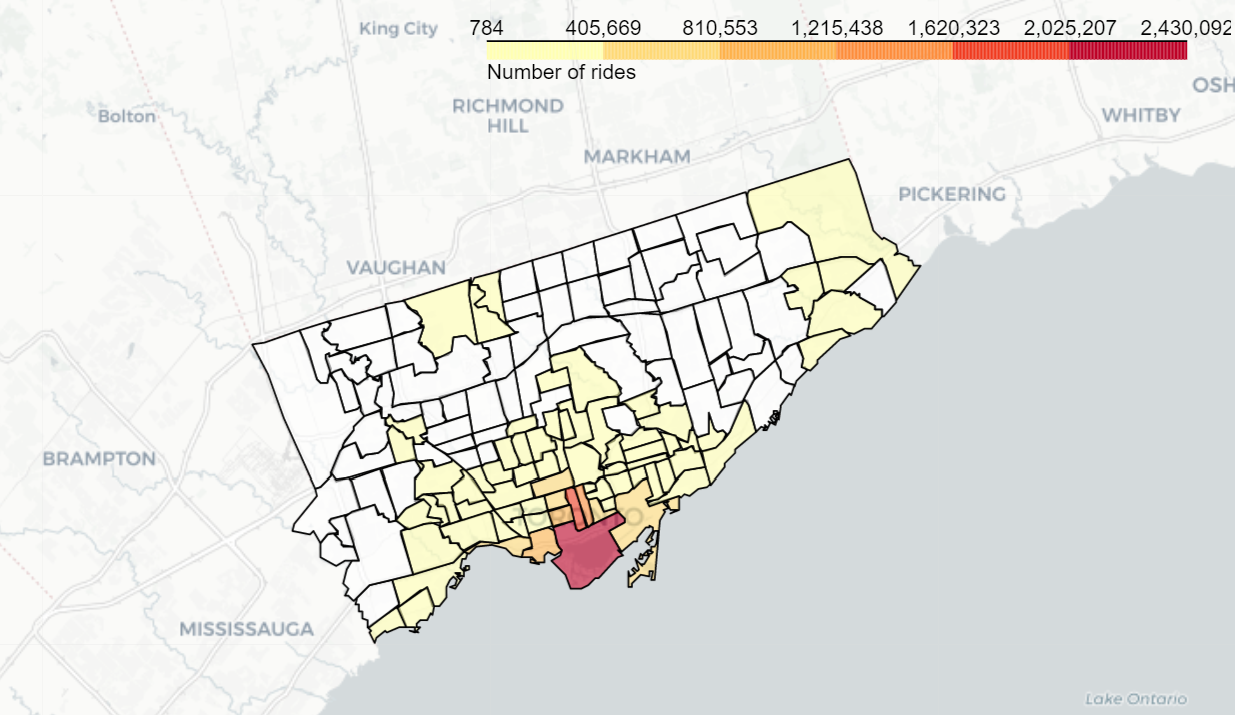 King City
784 405,669 810,553 1,215,438 1,620,323 2,025,207 2,430,092
Number of rides
OSH
Bolton
RICHMOND
HILL
WHITBY
MARKHAM
PICKERING
VAUGHAN
BRAMPTON
TORONTO
MISSISSAUGA
Lake Ontario